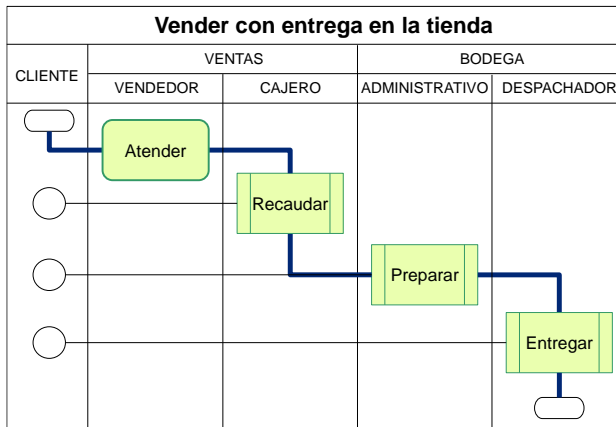 Vender con entrega en la tienda
CLIENTE
VENTAS
BODEGA
VENDEDOR
CAJERO
ADMINISTRATIVO
DESPACHADOR
Atender
Recaudar
Preparar
Entregar